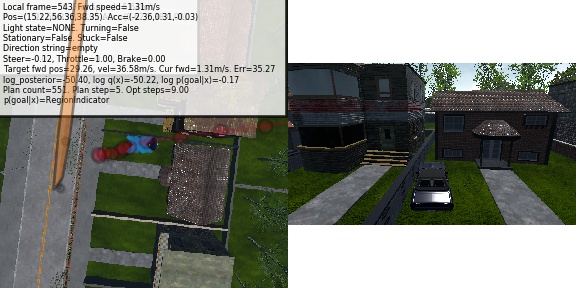 Local frame=543. Fwd speed=1.31m/s
Pos=(15.22,56.36,38.35). Acc=(-2.36,0.31,-0.03)
Light state=NONE. Turning=False
Stationary=False. Stuck=False
Direction string=empty
Steer=-0.12, Throttle=1.00, Brake=0.00
Target fwd pos=29.26, vel=36.58m/s. Cur fwd=1.31m/s. Err=35.27
log_posterior=-50.40, log q(x)=-50.22, log p(goal|x)=-0.17
Plan count=551. Plan step=5. Opt steps=9.00
p(goal|x)=RegionIndicator